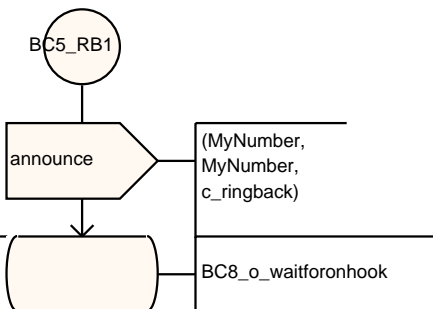 BC5_RB1
announce
(MyNumber,
MyNumber,
c_ringback)
BC8_o_waitforonhook